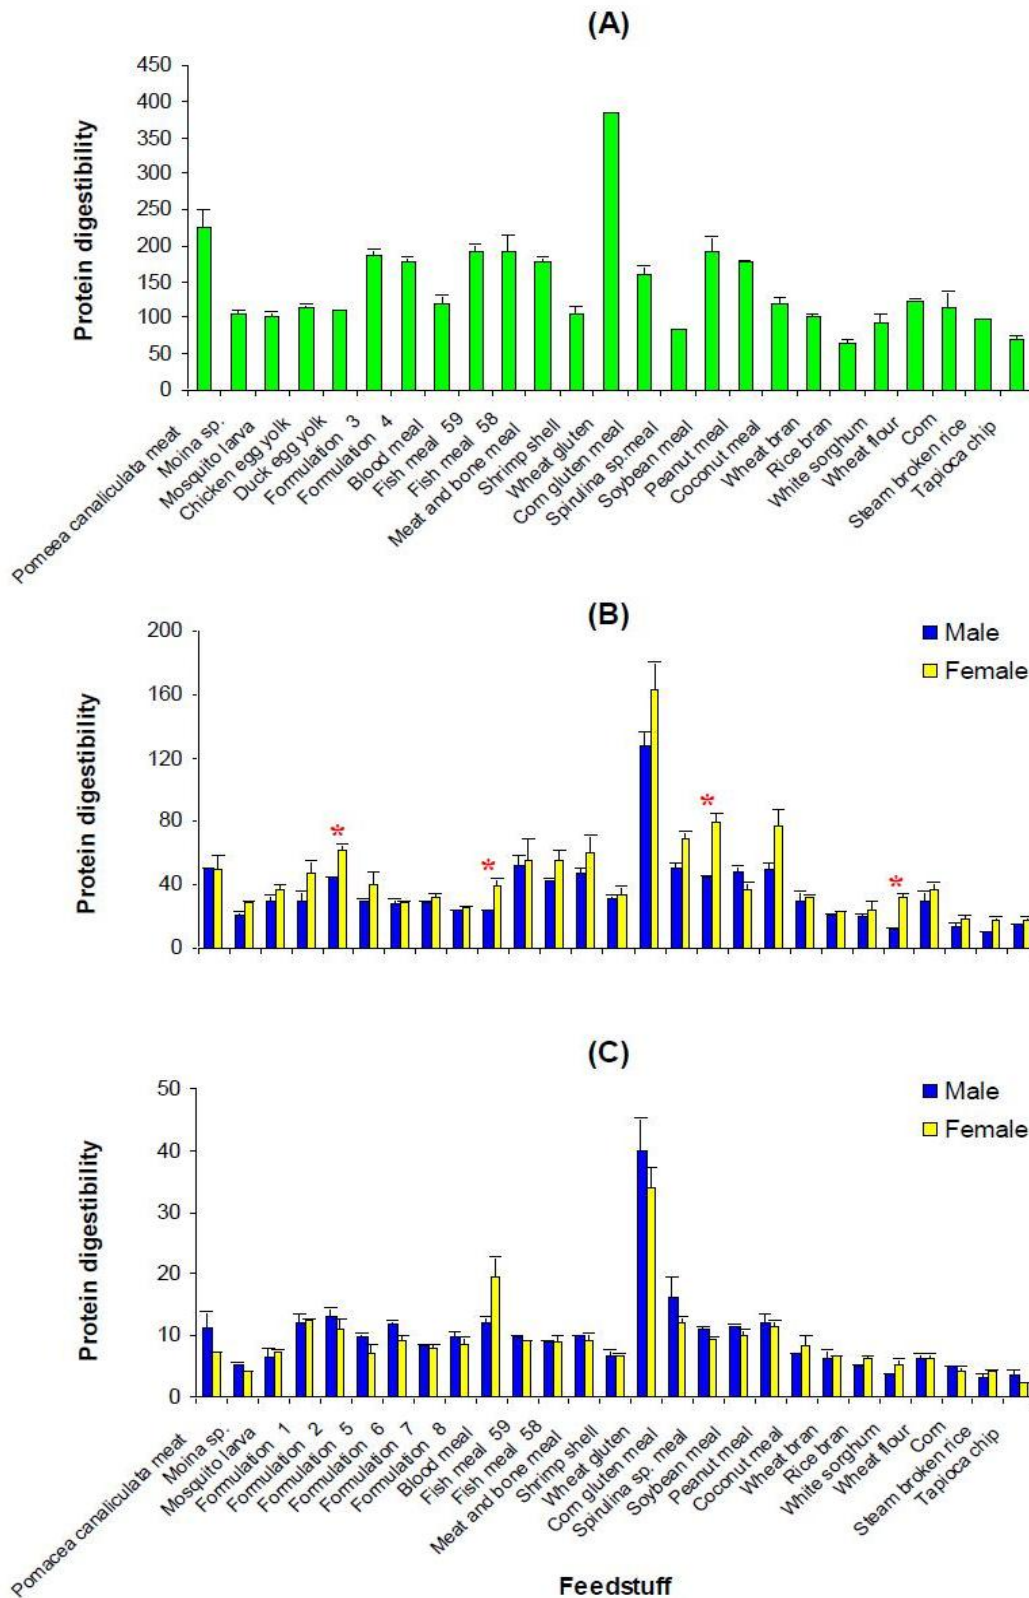 (A)
Protein digestibility
450
400
350
300
250
200
150
100
50
0
Pomeea canaliculata meat
Moina sp.
Mosquito larva
Chicken egg yolk
Duck egg yolk
Formulation 3
Formulation 4
Blood meal
Fish meal 59
Fish meal 58
Meat and bone meal
Shrimp shell
Wheat gluten
Corn gluten meal
Spirulina sp.meal
Soybean meal
Peanut meal
Coconut meal
Wheat bran
Rice bran
White sorghum
Wheat flour
Corn
Steam broken rice
Tapioca chip
(B)
Male
Female
Protein digestibility
200
160
120
80
40
0
*
*
*
*
(C)
Male
Female
Protein digestibility
50
40
30
20
10
0
Pomacea canaliculata meat
Moina sp.
Mosquito larva
Formulation 1
Formulation 2
Formulation 5
Formulation 6
Formulation 7
Formulation 8
Blood meal
Fish meal 59
Fish meal 58
Meat and bone meal
Shrimp shell
Wheat gluten
Corn gluten meal
Spirulina sp. meal
Soybean meal
Peanut meal
Coconut meal
Wheat bran
Rice bran
White sorghum
Wheat flour
Corn
Steam broken rice
Tapioca chip
Feedstuff